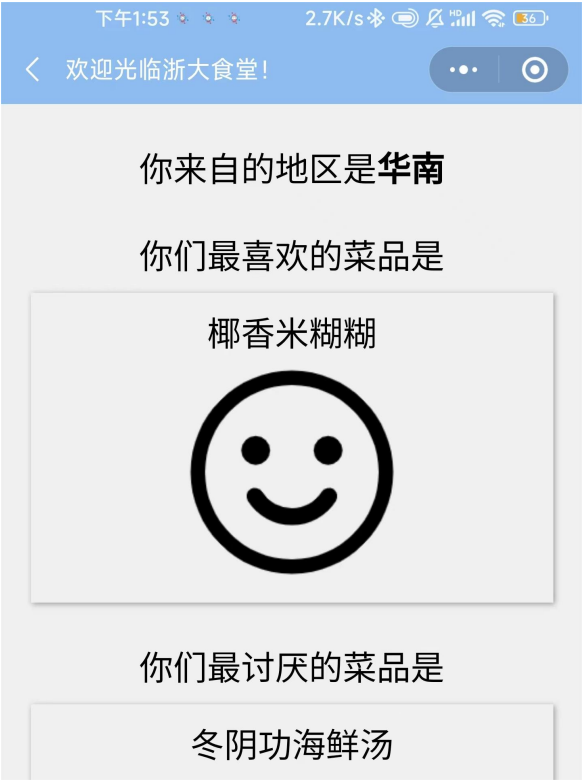 下午1:53 2.7K/s HD 36
欢迎光临浙大食堂！
你来自的地区是华南
你们最喜欢的菜品是
椰香米糊糊
你们最讨厌的菜品是
冬阴功海鲜汤